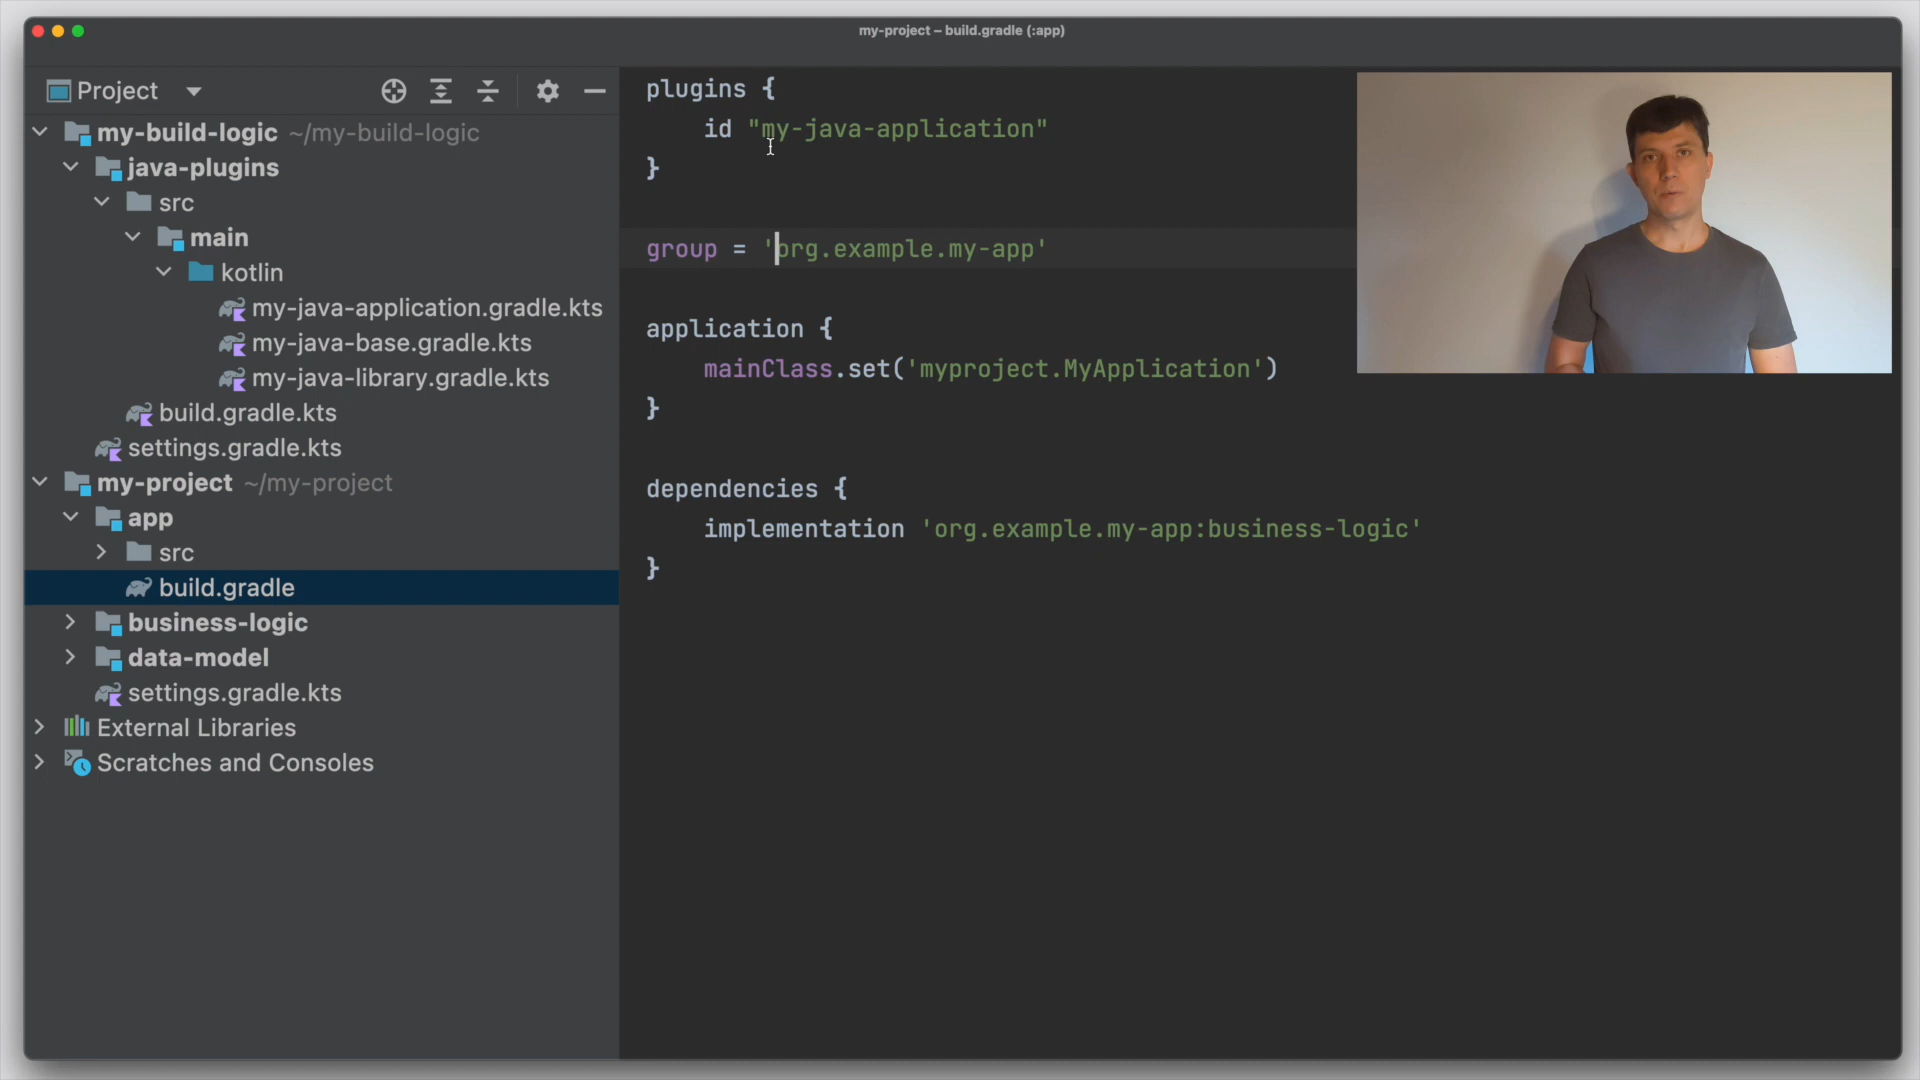 my-project – build.gradle (:app)
Project
my-build-logic ~/my-build-logic
java-plugins
src
main
kotlin
my-java-application.gradle.kts
my-java-base.gradle.kts
my-java-library.gradle.kts
build.gradle.kts
settings.gradle.kts
my-project ~/my-project
app
src
build.gradle
business-logic
data-model
settings.gradle.kts
External Libraries
Scratches and Consoles
plugins {
id "my-java-application"
}
group = 'org.example.my-app'
application {
mainClass.set('myproject.MyApplication')
}
dependencies {
implementation 'org.example.my-app:business-logic'
}